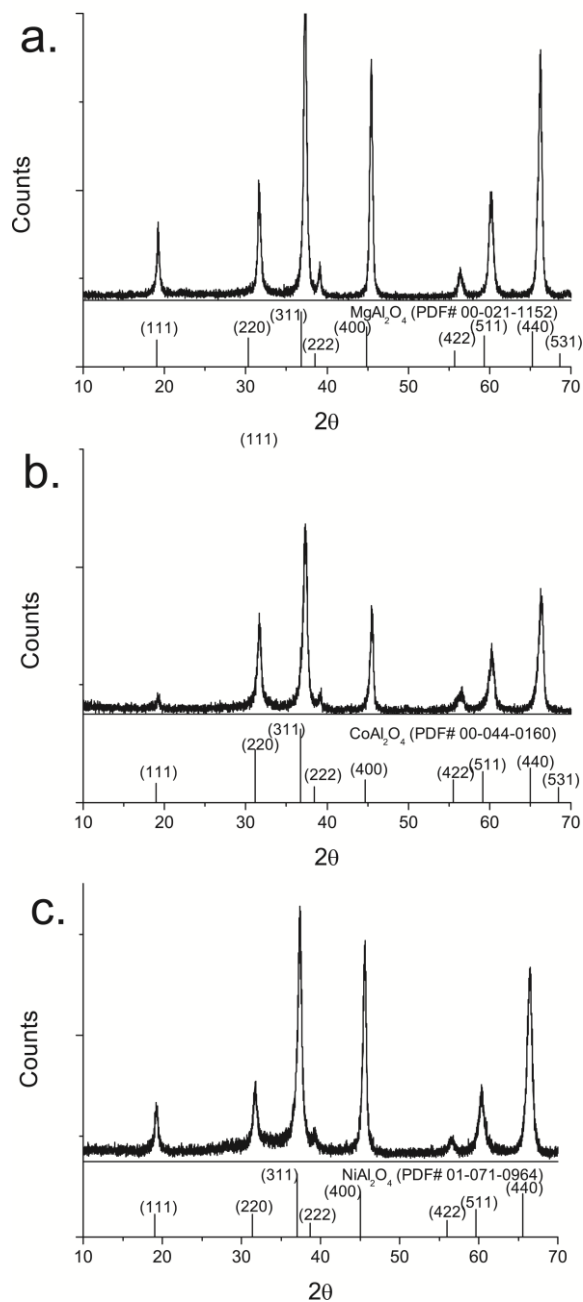 a.
Counts
MgAl2O4 (PDF# 00-021-1152)
(111)
(220)
(311)
(222)
(400)
(422)
(511)
(440)
(531)
10 20 30 40 50 60 70
2θ
(111)
b.
Counts
CoAl2O4 (PDF# 00-044-0160)
(111)
(220)
(311)
(222)
(400)
(422)
(511)
(440)
(531)
10 20 30 40 50 60 70
2θ
c.
Counts
NiAl2O4 (PDF# 01-071-0964)
(111)
(220)
(311)
(222)
(400)
(422)
(511)
(440)
10 20 30 40 50 60 70
2θ